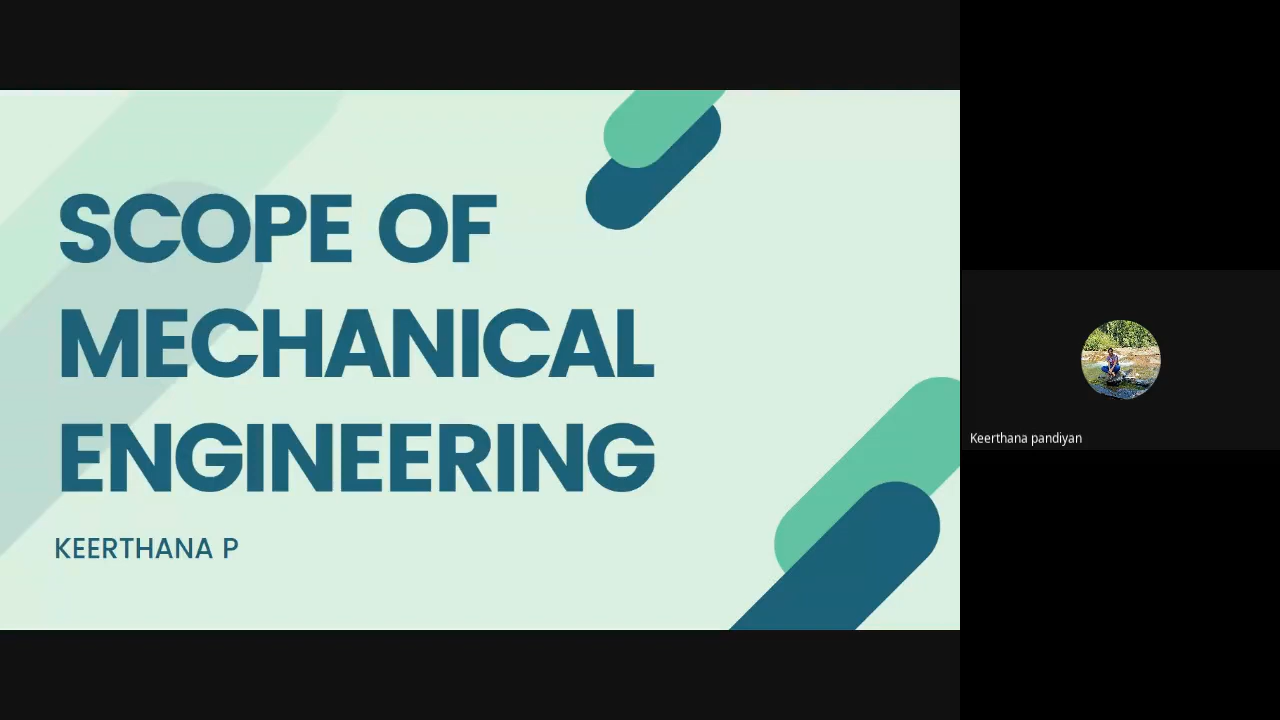 SCOPE OF
MECHANICAL
ENGINEERING
KEERTHANA P
Keerthana pandiyan